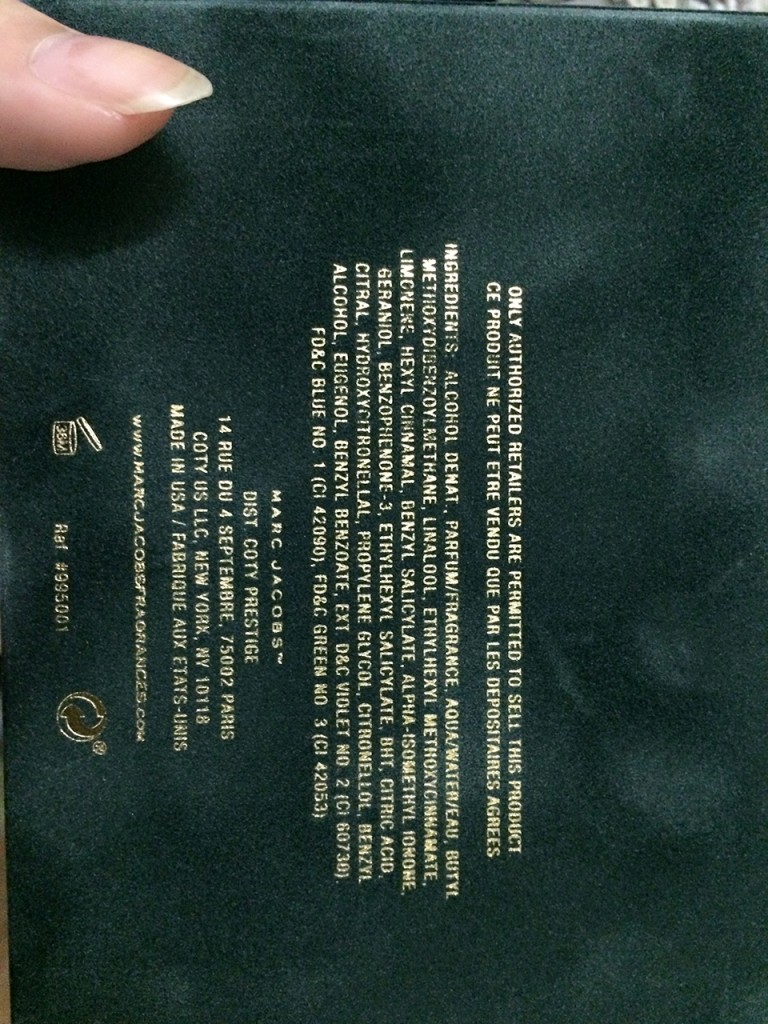 ONLY AUTHORIZED RETAILERS ARE PERMITTED TO SELL THIS PRODUCT
CE PRODUIT NE PEUT ETRE VENDU QUE PAR LES DEPOSITAIRES AGREES
INGREDIENTS: ALCOHOL DENAT., PARFUM/FRAGRANCE, AQUA/WATER/EAU, BUTYL
METHOXYDIBENZOYLMETHANE, LINALOOL, ETHYLHEXYL METHOXYCINNAMATE,
LIMONENE, HEXYL CINNAMAL, BENZYL SALICYLATE, ALPHA-ISOMETHYL IONONE,
GERANIOL, BENZOPHENONE-3, ETHYLHEXYL SALICYLATE, BHT, CITRIC ACID,
CITRAL, HYDROXYCITRONELLAL, PROPYLENE GLYCOL, CITRONELLOL, BENZYL
ALCOHOL, EUGENOL, BENZYL BENZOATE, EXT. D&C VIOLET NO. 2 (CI 60730),
FD&C BLUE NO. 1 (CI 42090), FD&C GREEN NO. 3 (CI 42053)
MARC JACOBS™
DIST. COTY PRESTIGE
14 RUE DU 4 SEPTEMBRE, 75002 PARIS
COTY US LLC, NEW YORK, NY 10118
MADE IN USA / FABRIQUE AUX ETATS-UNIS
WWW.MARCJACOBSFRAGRANCES.COM
36M Ref #995001 ®